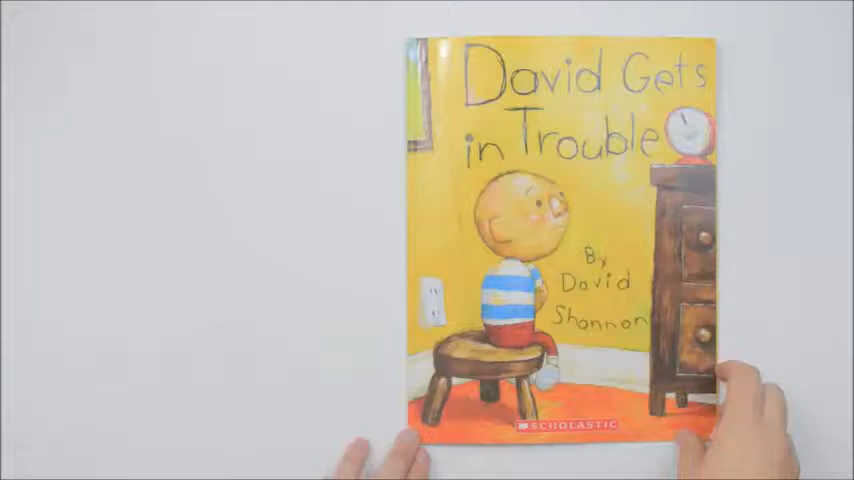 David Gets
in Trouble
By
David
Shannon
SCHOLASTIC